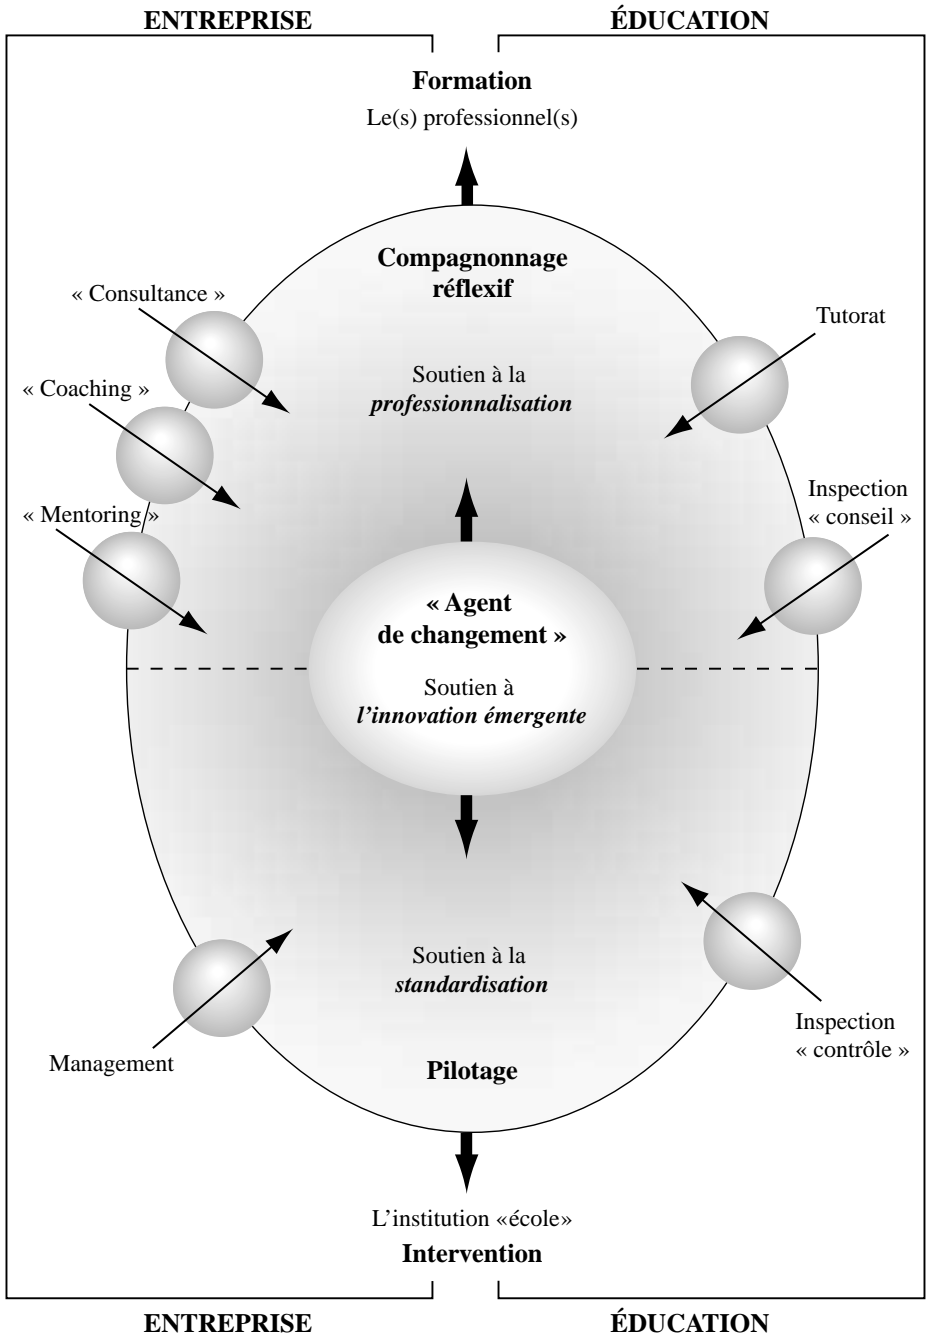 ENTREPRISE
ÉDUCATION
Formation
Le(s) professionnel(s)
Compagnonnage
réflexif
« Consultance »
Tutorat
« Coaching »
Soutien à la
professionnalisation
« Mentoring »
Inspection
« conseil »
« Agent
de changement »
Soutien à
l'innovation émergente
Soutien à la
standardisation
Management
Inspection
« contrôle »
Pilotage
L'institution «école»
Intervention
ENTREPRISE
ÉDUCATION